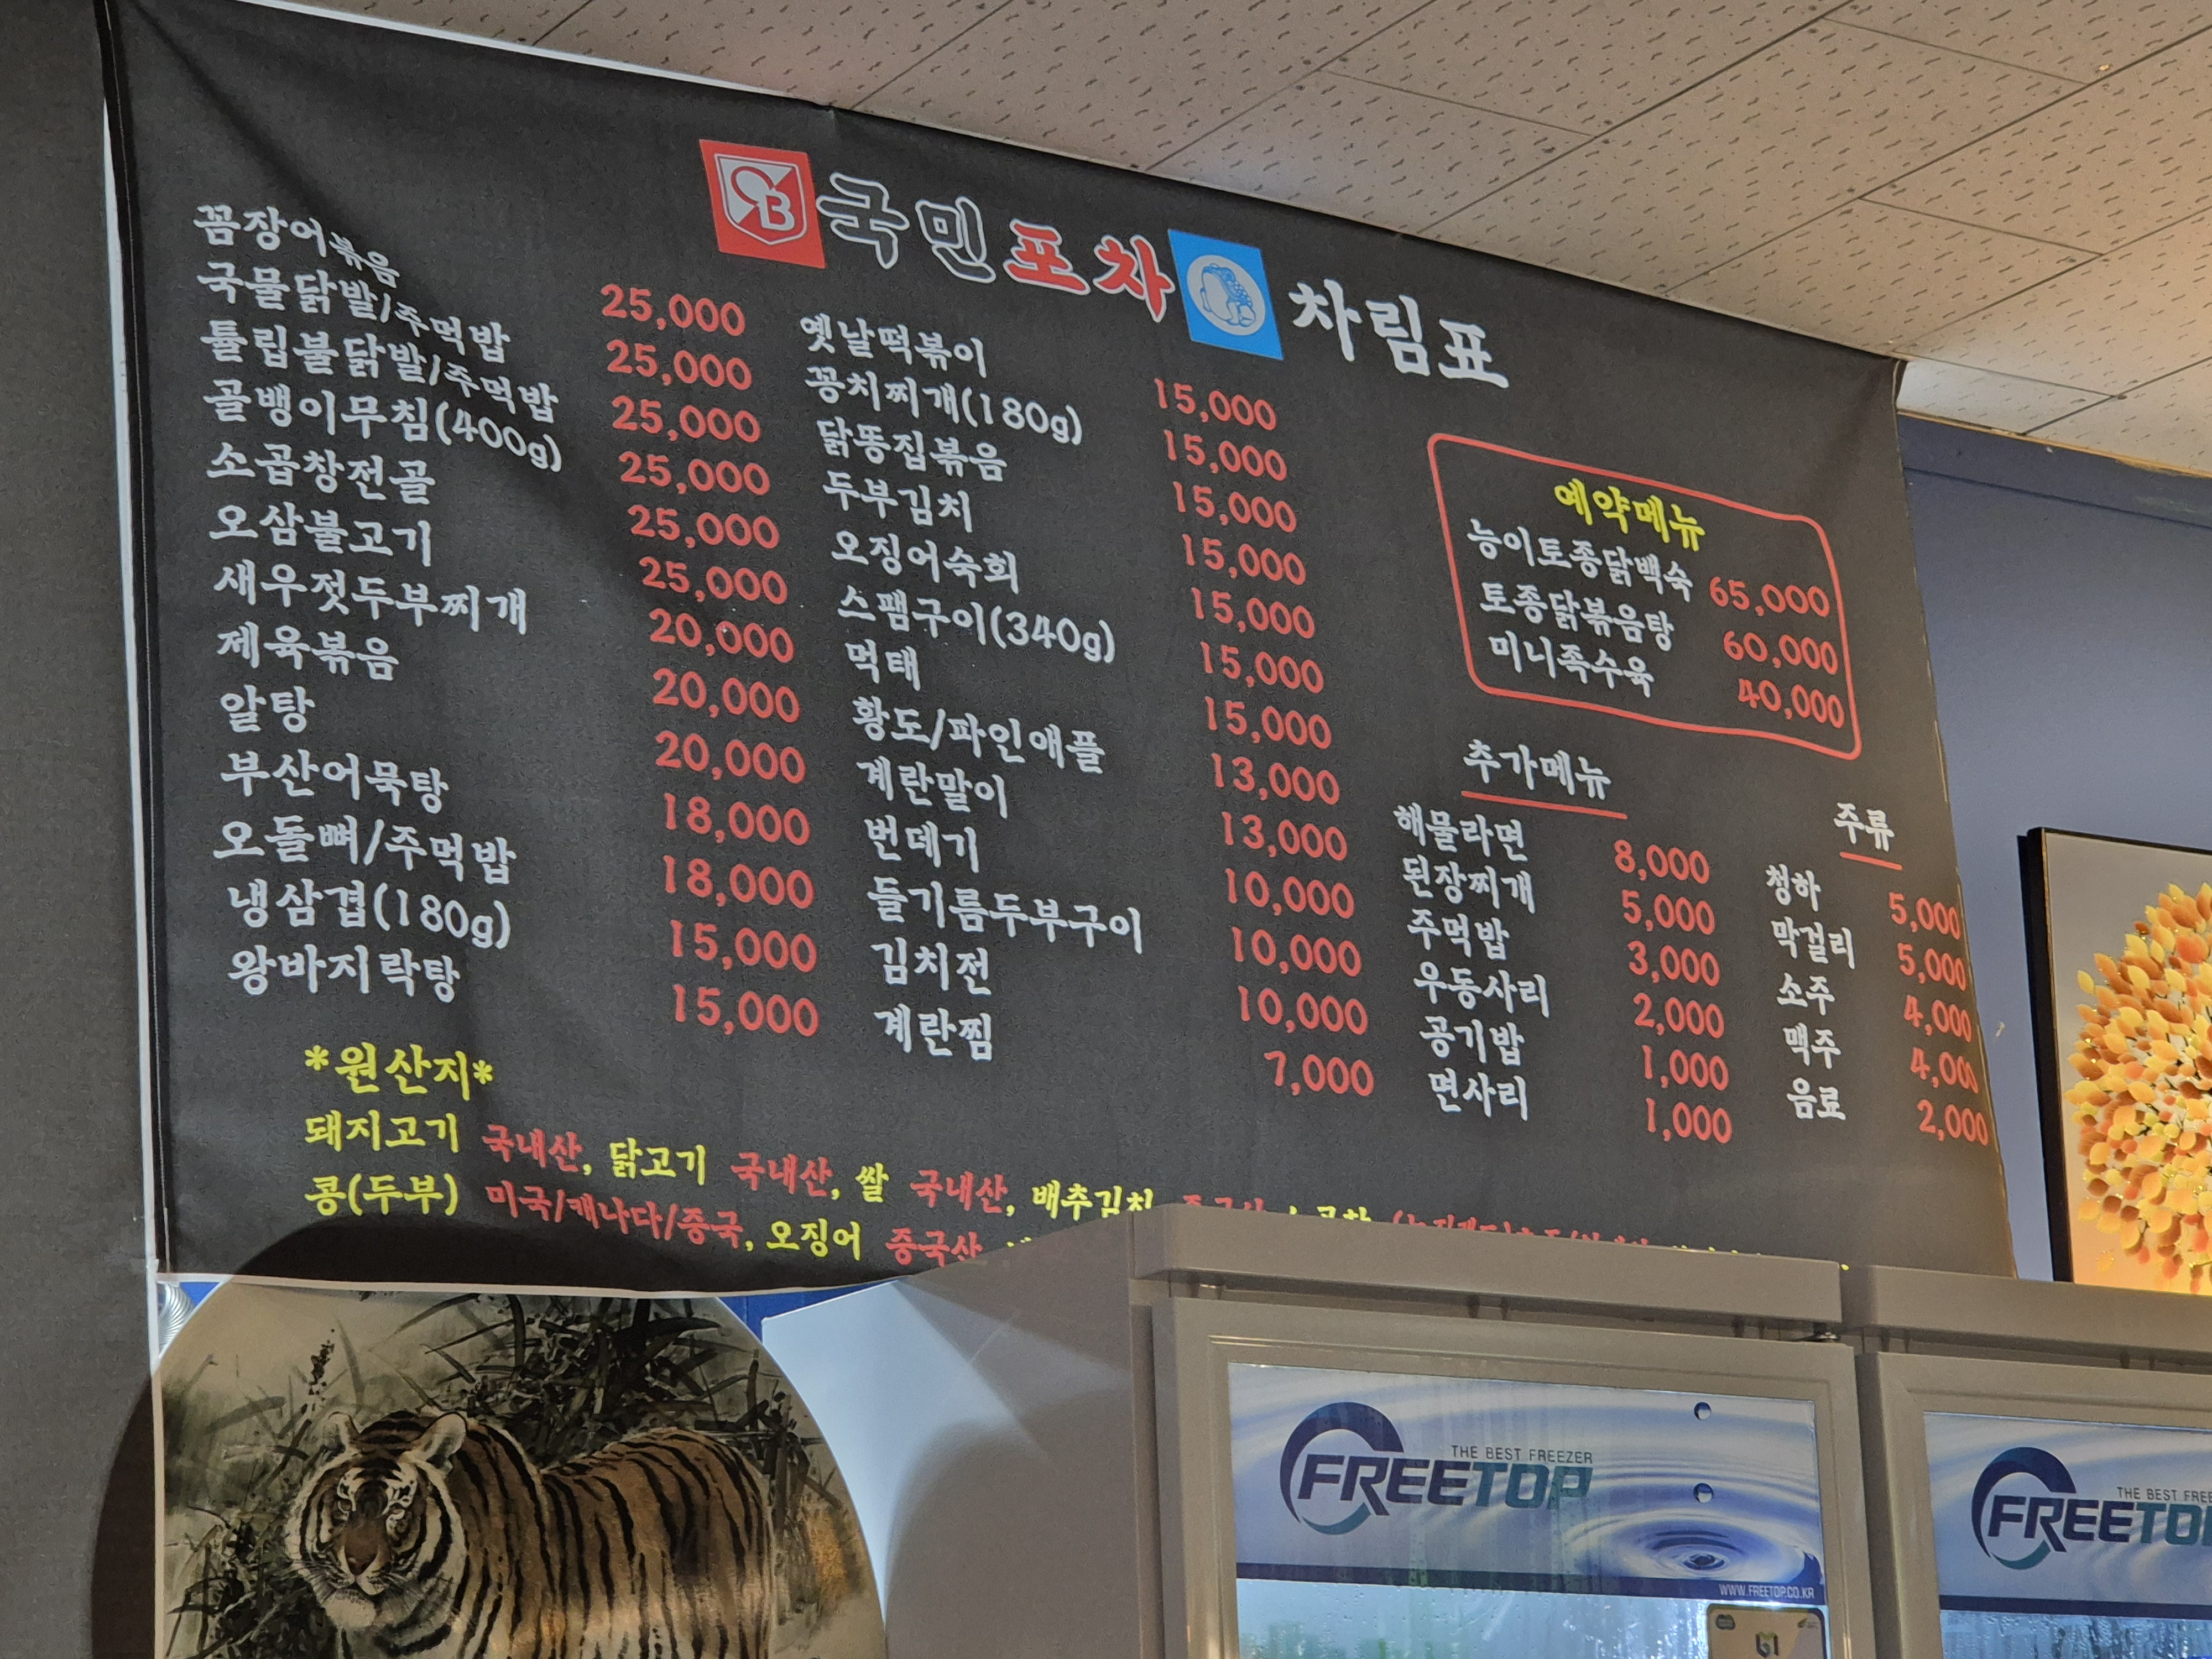 OB 국민포차 차림표
꼼장어볶음 25,000
국물닭발/주먹밥 25,000
튤립불닭발/주먹밥 25,000
골뱅이무침(400g) 25,000
소곱창전골 25,000
오삼불고기 25,000
새우젓두부찌개 20,000
제육볶음 20,000
알탕 20,000
부산어묵탕 18,000
오돌뼈/주먹밥 18,000
냉삼겹(180g) 15,000
왕바지락탕 15,000
옛날떡볶이 15,000
꽁치찌개(180g) 15,000
닭똥집볶음 15,000
두부김치 15,000
오징어숙회 15,000
스팸구이(340g) 15,000
먹태 15,000
황도/파인애플 13,000
계란말이 13,000
번데기 10,000
들기름두부구이 10,000
김치전 10,000
계란찜 7,000
예약메뉴
능이토종닭백숙 65,000
토종닭볶음탕 60,000
미니족수육 40,000
추가메뉴
해물라면 8,000
된장찌개 5,000
주먹밥 3,000
우동사리 2,000
공기밥 1,000
면사리 1,000
주류
청하 5,000
막걸리 5,000
소주 4,000
맥주 4,000
음료 2,000
*원산지*
돼지고기 국내산, 닭고기 국내산, 쌀 국내산, 배추김치
콩(두부) 미국/캐나다/중국, 오징어 중국산
THE BEST FREEZER
FREETOP
WWW.FREETOP.CO.KR
THE BEST
FREETO